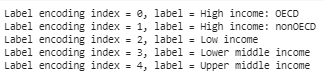 Label encoding index = 0, label = High income: OECD
Label encoding index = 1, label = High income: nonOECD
Label encoding index = 2, label = Low income
Label encoding index = 3, label = Lower middle income
Label encoding index = 4, label = Upper middle income